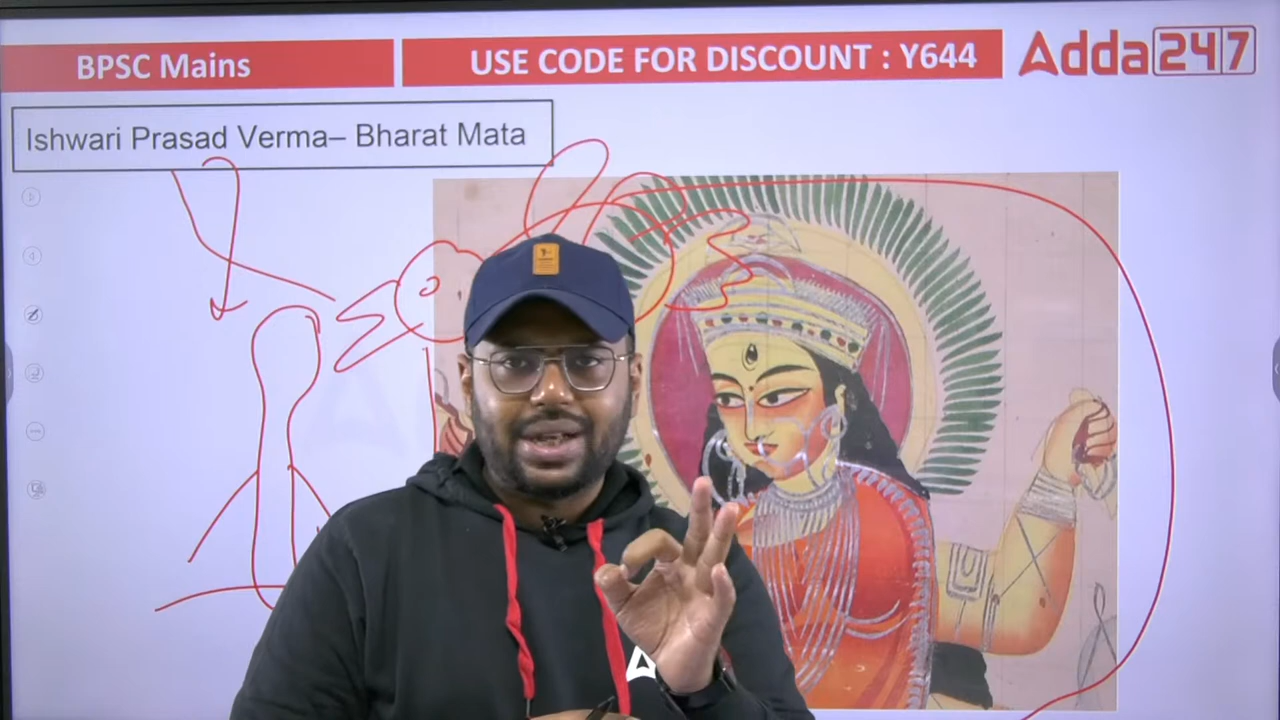 BPSC Mains
USE CODE FOR DISCOUNT : Y644
Adda247
Ishwari Prasad Verma– Bharat Mata